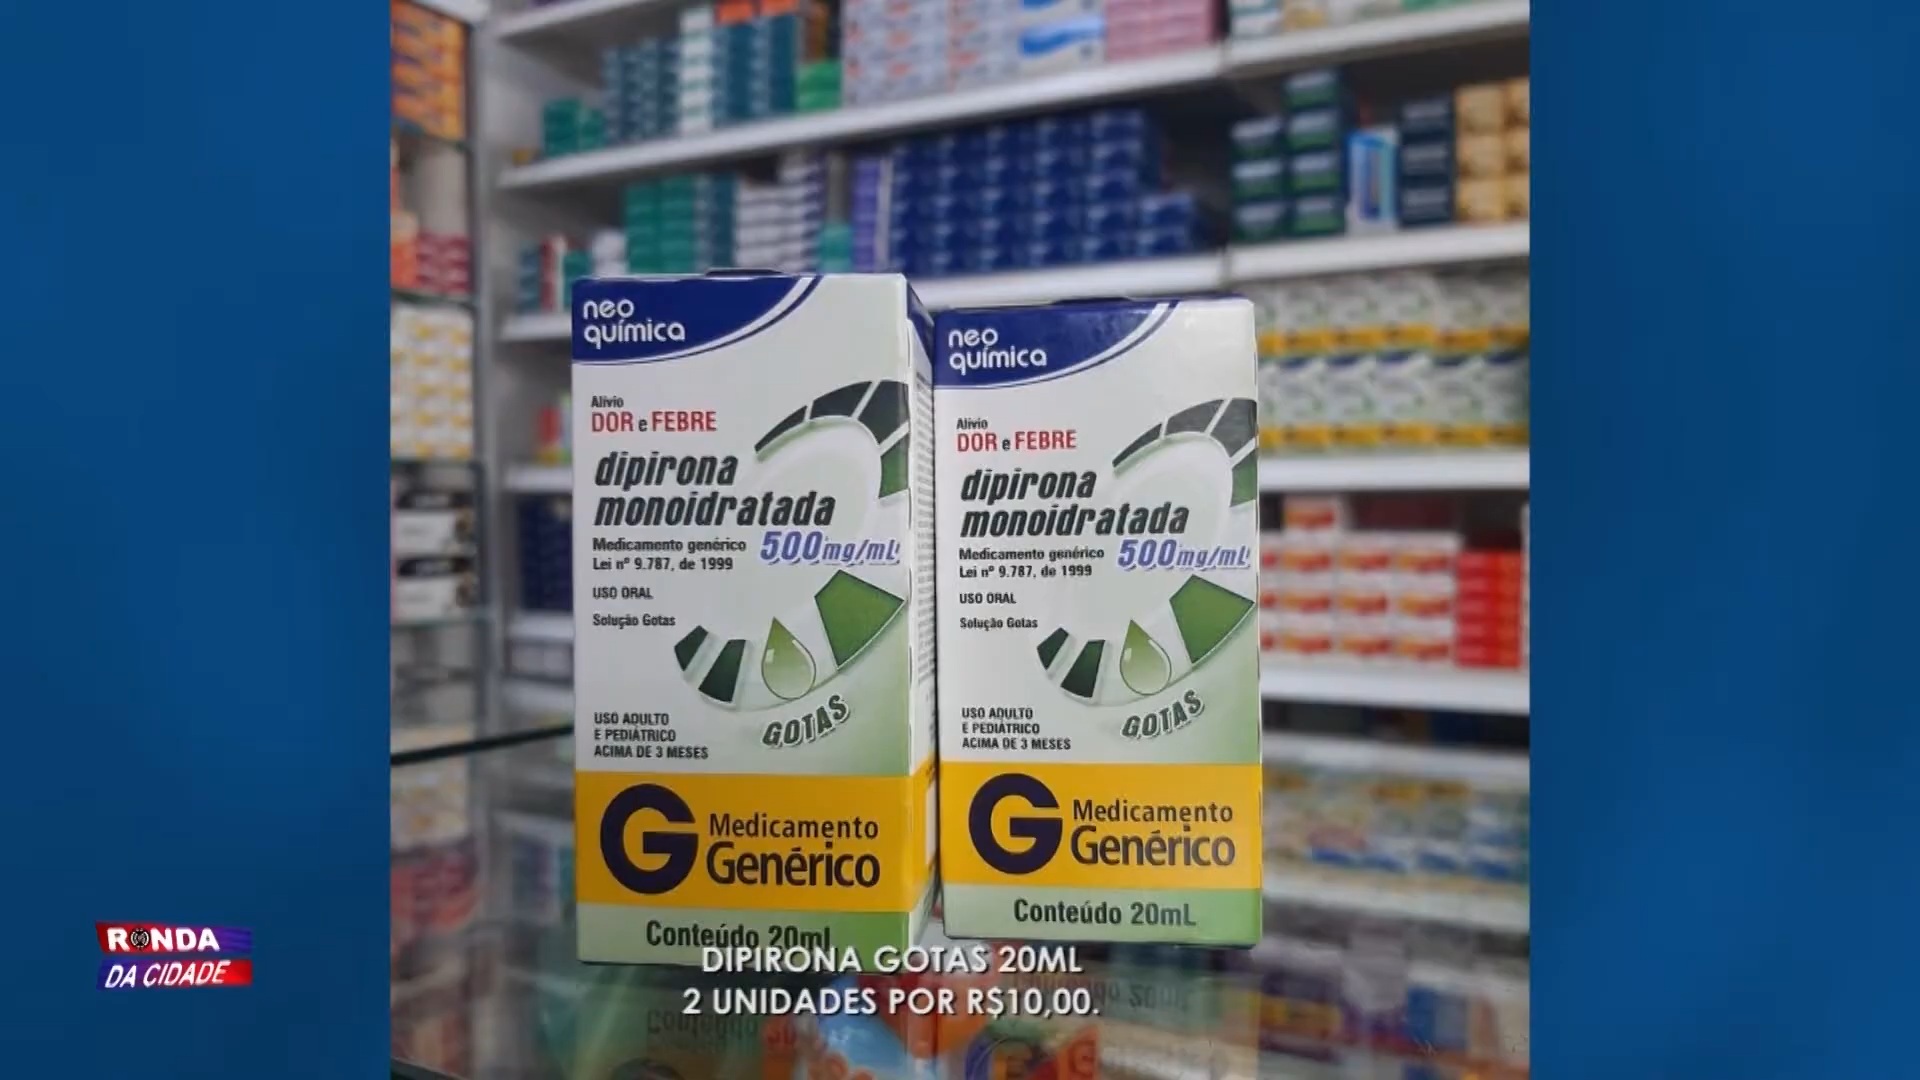 neo
química
Alívio
DOR e FEBRE
dipirona
monoidratada
Medicamento genérico
Lei nº 9.787, de 1999
500mg/mL
USO ORAL
Solução Gotas
GOTAS
USO ADULTO
E PEDIÁTRICO
ACIMA DE 3 MESES
G Medicamento
Genérico
Conteúdo 20mL
neo
química
Alívio
DOR e FEBRE
dipirona
monoidratada
Medicamento genérico
Lei nº 9.787, de 1999
500mg/mL
USO ORAL
Solução Gotas
GOTAS
USO ADULTO
E PEDIÁTRICO
ACIMA DE 3 MESES
G Medicamento
Genérico
Conteúdo 20mL
RONDA
DA CIDADE
DIPIRONA GOTAS 20ML
2 UNIDADES POR R$10,00.